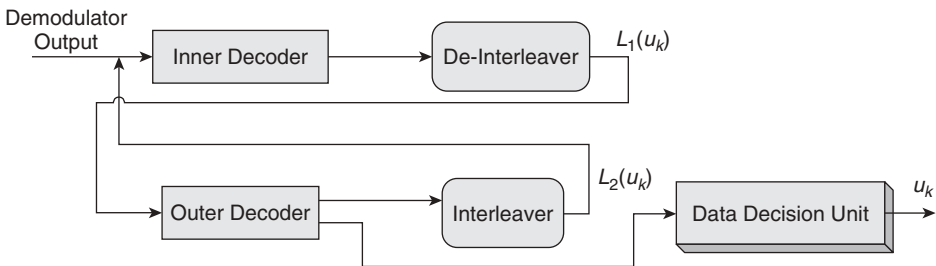 Demodulator
Output
Inner Decoder
De-Interleaver
L₁(uₖ)
Outer Decoder
Interleaver
L₂(uₖ)
Data Decision Unit
uₖ